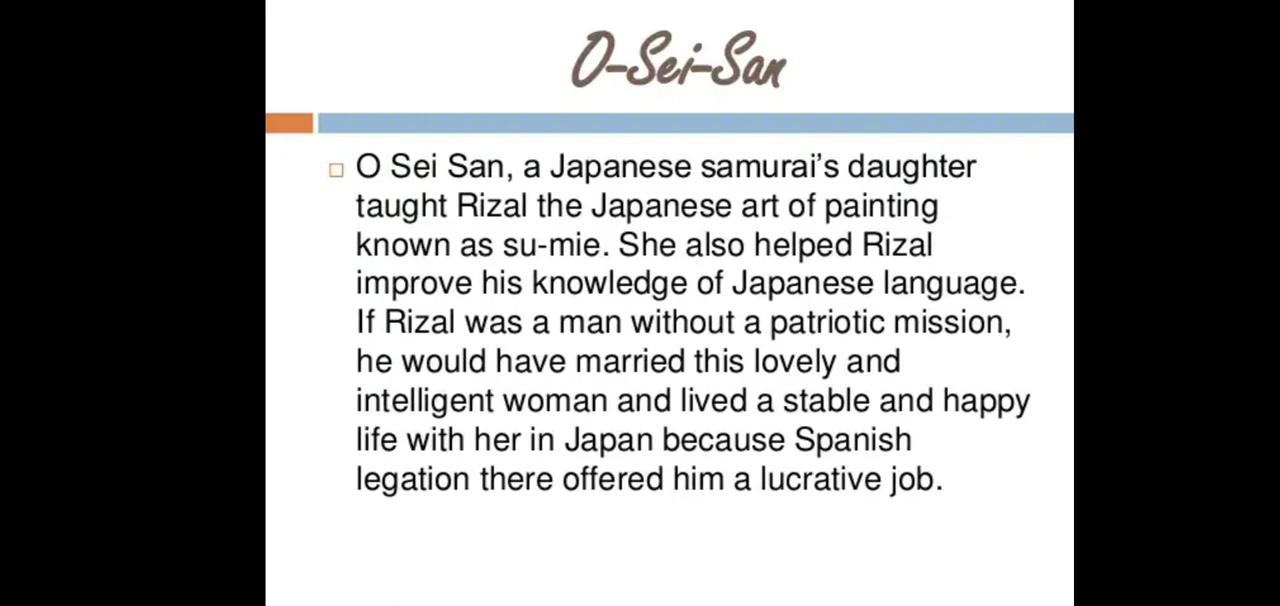 O-Sei-San
O Sei San, a Japanese samurai's daughter
taught Rizal the Japanese art of painting
known as su-mie. She also helped Rizal
improve his knowledge of Japanese language.
If Rizal was a man without a patriotic mission,
he would have married this lovely and
intelligent woman and lived a stable and happy
life with her in Japan because Spanish
legation there offered him a lucrative job.